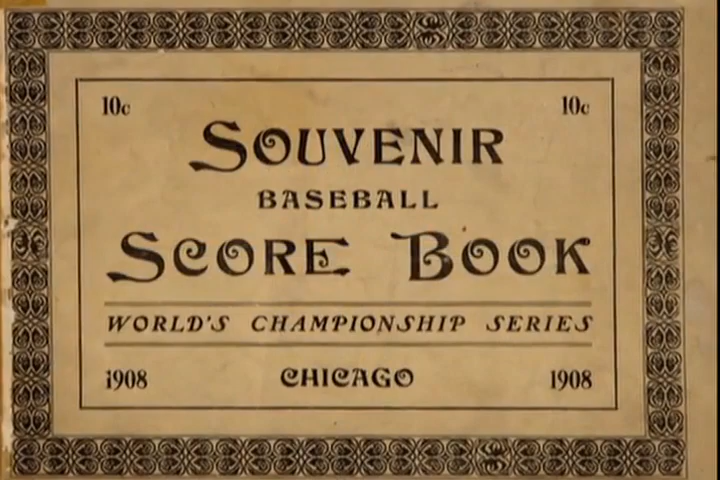 10c 10c
SOUVENIR
BASEBALL
SCORE BOOK
WORLD'S CHAMPIONSHIP SERIES
1908 CHICAGO 1908